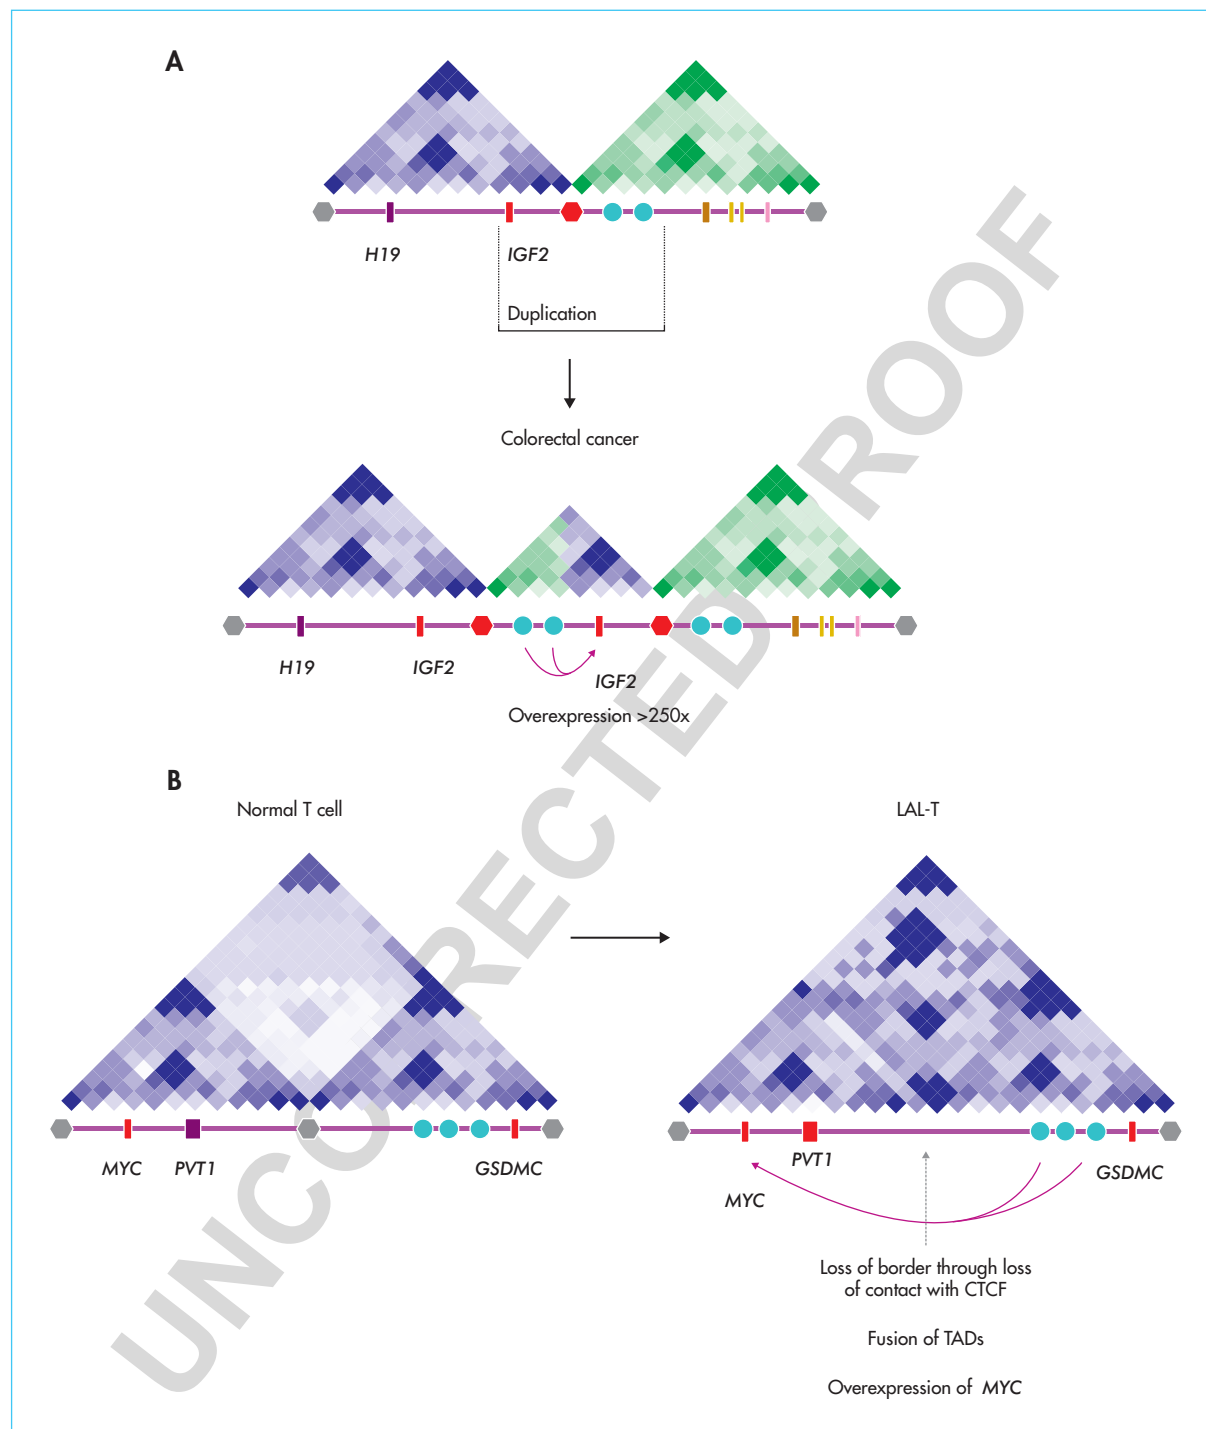 A
H19
IGF2
Duplication
Colorectal cancer
H19
IGF2
IGF2
Overexpression >250x
B
Normal T cell
LAL-T
MYC
PVT1
GSDMC
PVT1
MYC
GSDMC
Loss of border through loss
of contact with CTCF
Fusion of TADs
Overexpression of MYC
UNCORRECTED PROOF